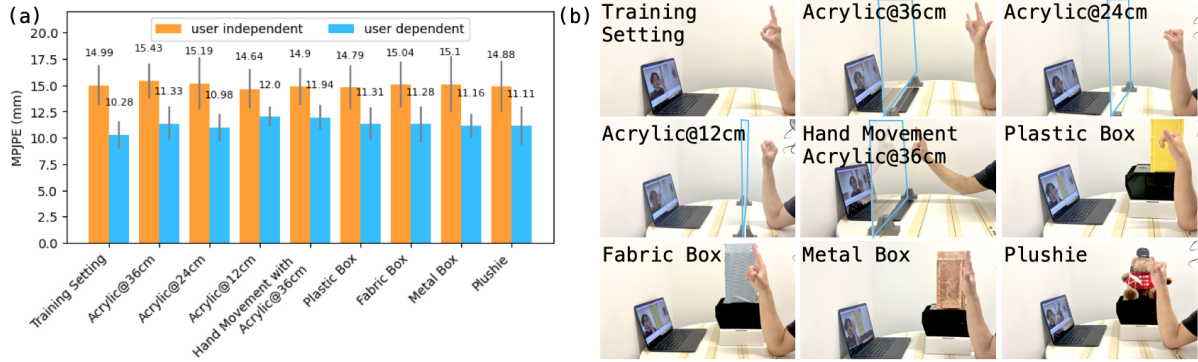 (a)
user independent
user dependent
MPJPE (mm)
20.0
17.5
15.0
12.5
10.0
7.5
5.0
2.5
0.0
14.99
10.28
15.43
11.33
15.19
10.98
14.64
12.0
14.9
11.94
14.79
11.31
15.04
11.28
15.1
11.16
14.88
11.11
Training Setting
Acrylic@36cm
Acrylic@24cm
Acrylic@12cm
Hand Movement with
Acrylic@36cm
Plastic Box
Fabric Box
Metal Box
Plushie
(b)
Training
Setting
Acrylic@36cm
Acrylic@24cm
Acrylic@12cm
Hand Movement
Acrylic@36cm
Plastic Box
Fabric Box
Metal Box
Plushie